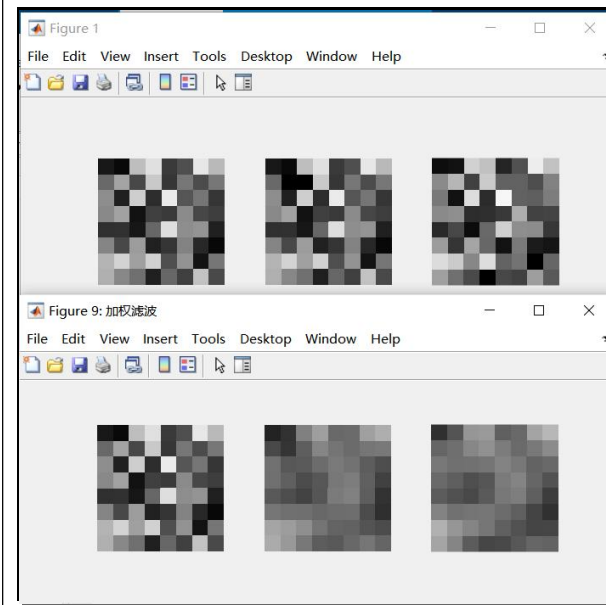 Figure 1
File Edit View Insert Tools Desktop Window Help
Figure 9: 加权滤波
File Edit View Insert Tools Desktop Window Help